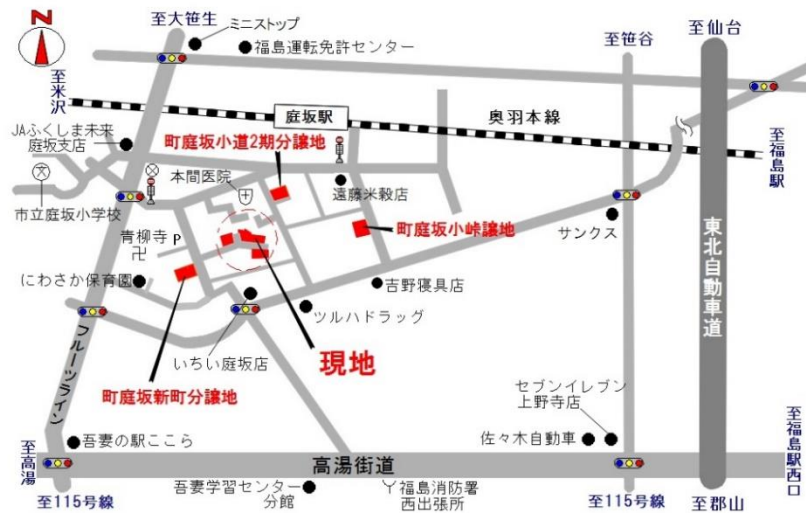 N
至大笹生
ミニストップ
福島運転免許センター
至笹谷
至仙台
至米沢
庭坂駅
奥羽本線
至福島駅
JAふくしま未来
庭坂支店
町庭坂小道2期分譲地
本間医院
遠藤米穀店
文
市立庭坂小学校
町庭坂小峠譲地
サンクス
青柳寺
P
卍
にわさか保育園
東北自動車道
吉野寝具店
ツルハドラッグ
いちい庭坂店
現地
フルーツライン
町庭坂新町分譲地
セブンイレブン
上野寺店
吾妻の駅ここら
佐々木自動車
至高湯
高湯街道
至福島駅西口
至115号線
吾妻学習センター
分館
福島消防署
西出張所
至115号線
至郡山